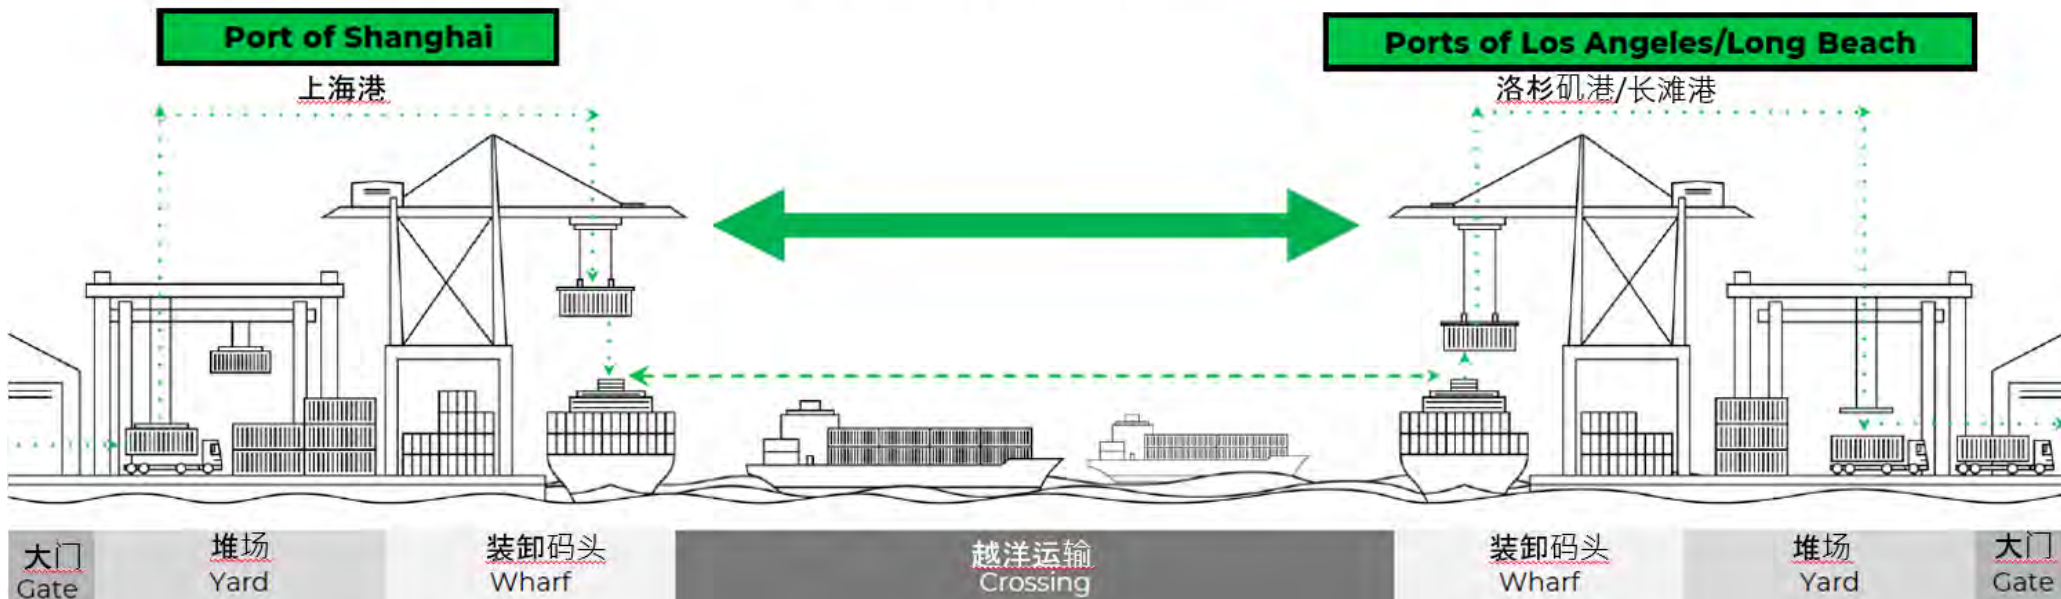 Port of Shanghai
上海港
Ports of Los Angeles/Long Beach
洛杉矶港/长滩港
大门
Gate
堆场
Yard
装卸码头
Wharf
越洋运输
Crossing
装卸码头
Wharf
堆场
Yard
大门
Gate